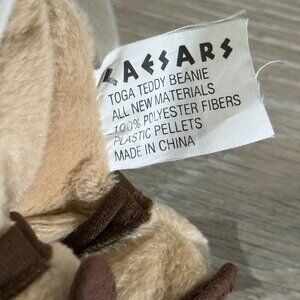 CAESARS
TOGA TEDDY BEANIE
ALL NEW MATERIALS
100% POLYESTER FIBERS
PLASTIC PELLETS
MADE IN CHINA